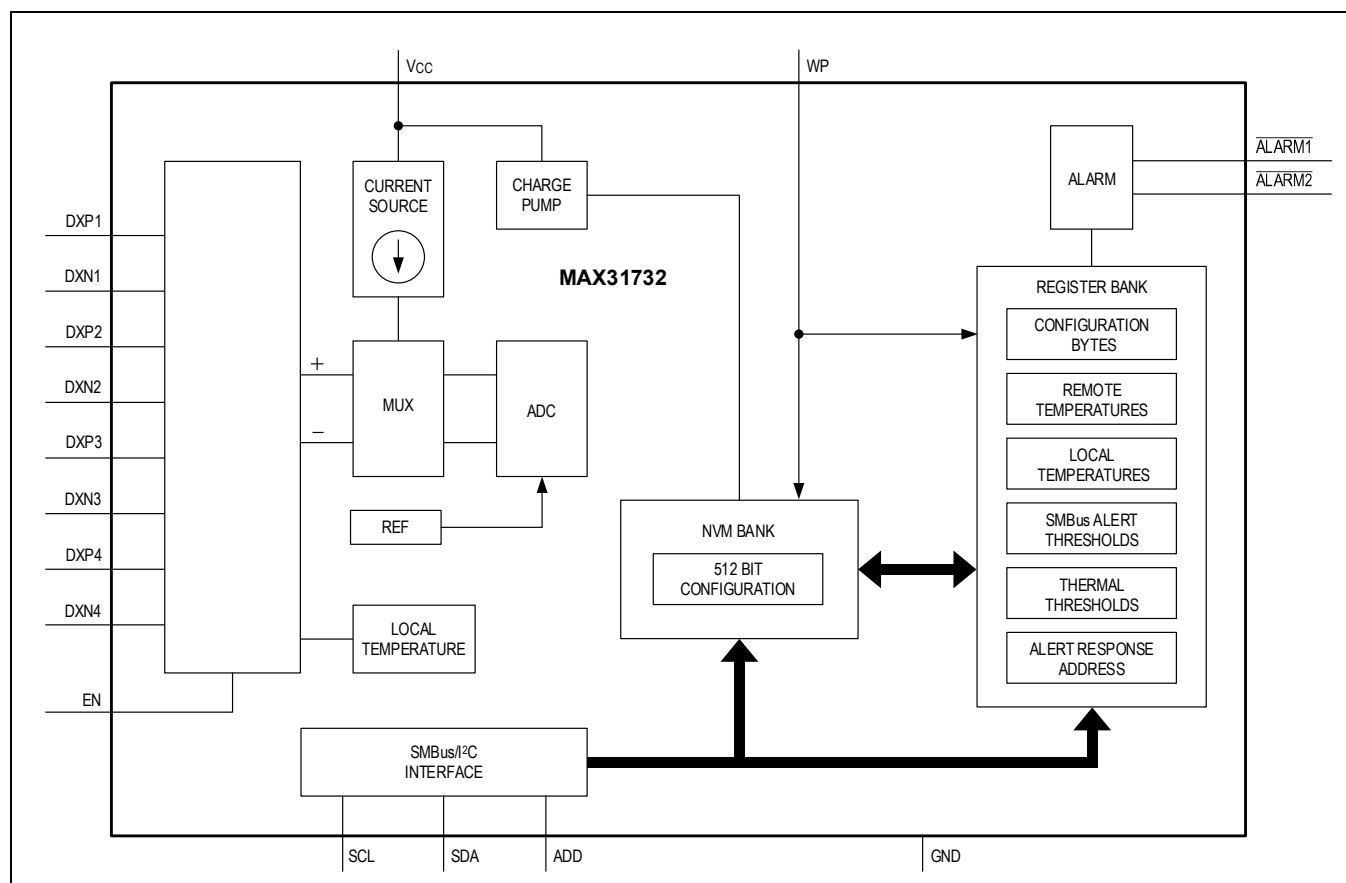 VCC
WP
ALARM1
ALARM2
ALARM
CURRENT
SOURCE
CHARGE
PUMP
DXP1
DXN1
DXP2
DXN2
DXP3
DXN3
DXP4
DXN4
EN
MAX31732
+
−
MUX
ADC
REF
LOCAL
TEMPERATURE
NVM BANK
512 BIT
CONFIGURATION
REGISTER BANK
CONFIGURATION
BYTES
REMOTE
TEMPERATURES
LOCAL
TEMPERATURES
SMBus ALERT
THRESHOLDS
THERMAL
THRESHOLDS
ALERT RESPONSE
ADDRESS
SMBus/I²C
INTERFACE
SCL
SDA
ADD
GND